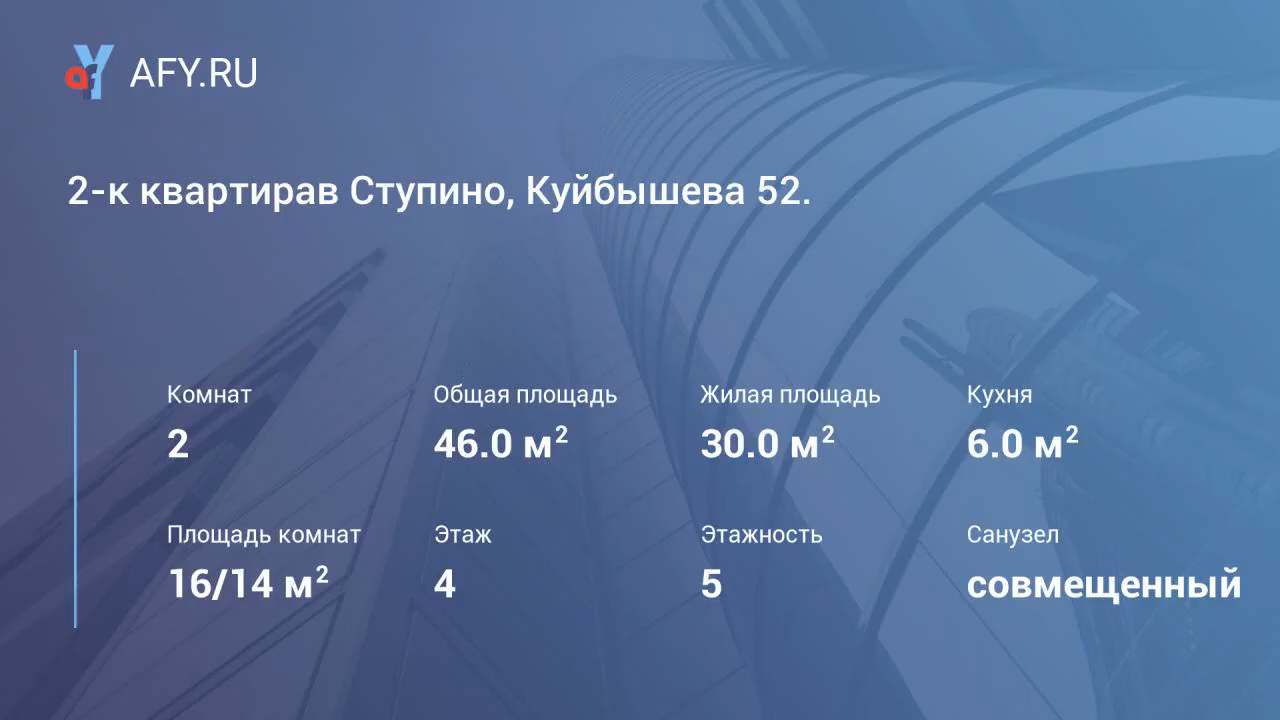 AFY.RU
2-к квартирав Ступино, Куйбышева 52.
Комнат Общая площадь Жилая площадь Кухня
2 46.0 м² 30.0 м² 6.0 м²
Площадь комнат Этаж Этажность Санузел
16/14 м² 4 5 совмещенный